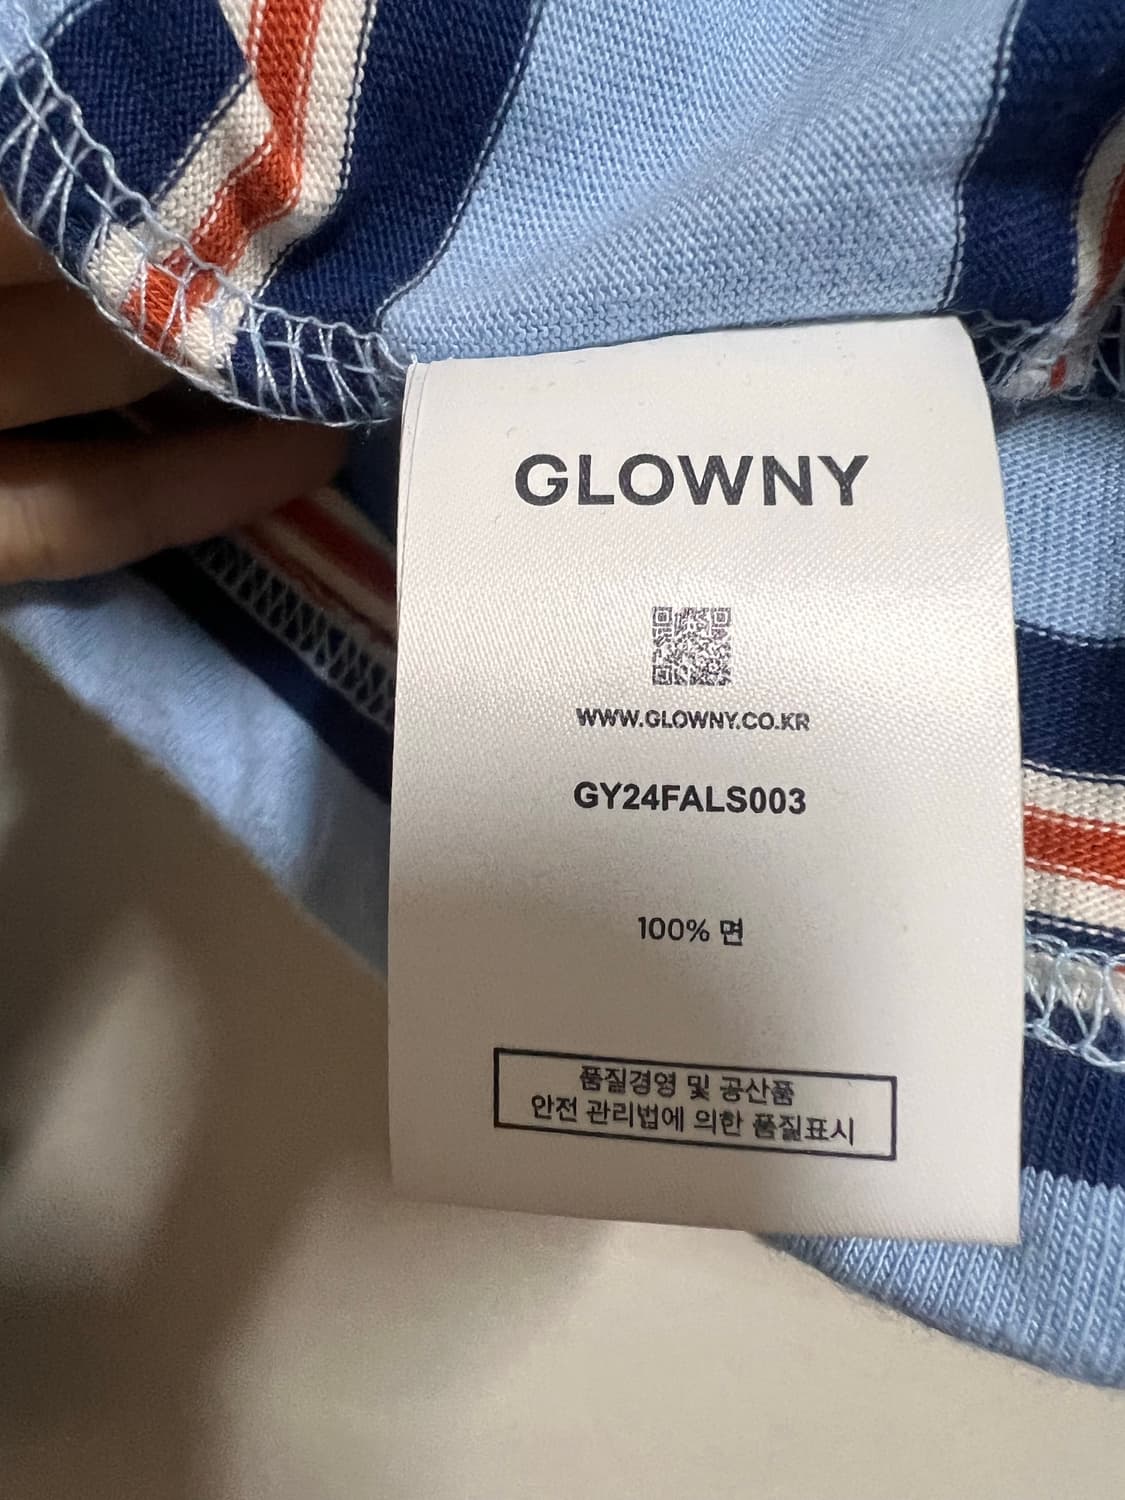 GLOWNY
WWW.GLOWNY.CO.KR
GY24FALS003
100% 면
품질경영 및 공산품
안전 관리법에 의한 품질표시